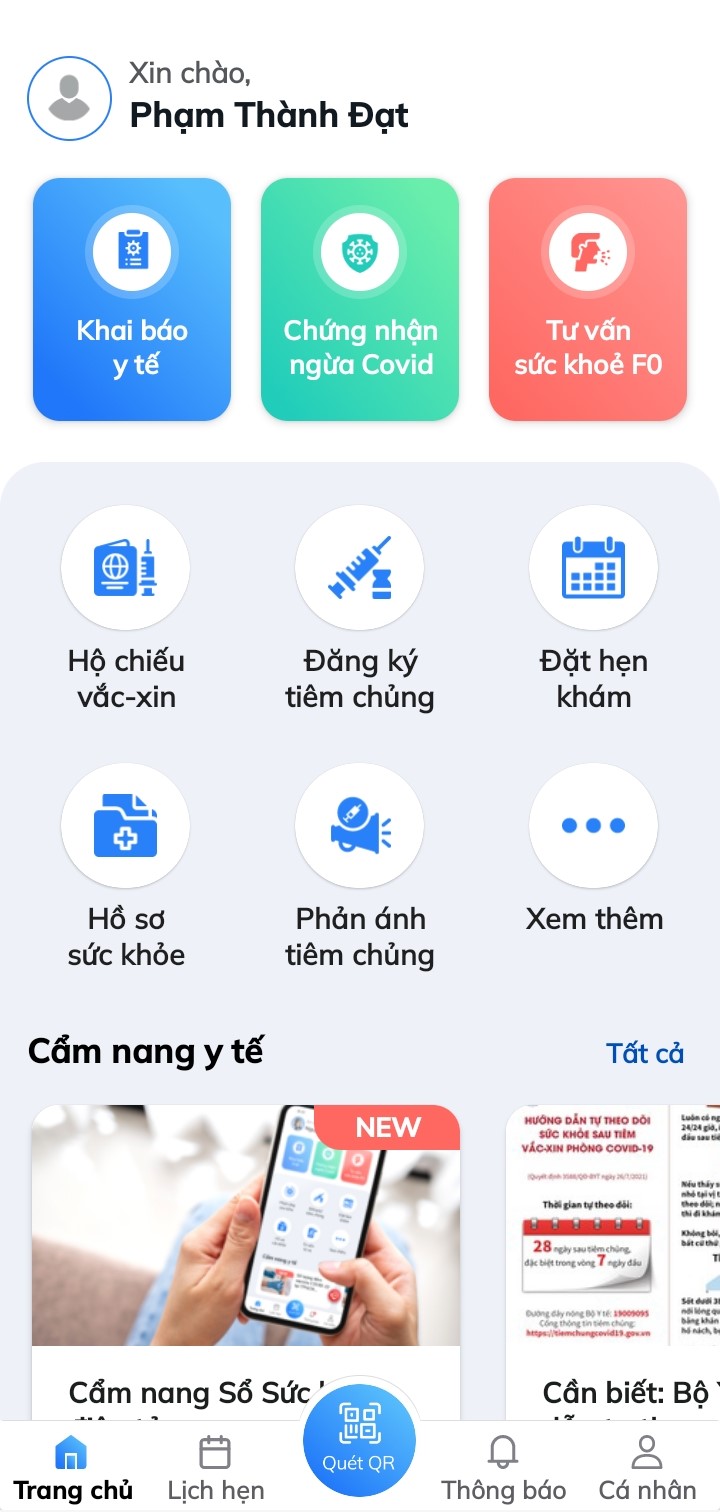 Xin chào,
Phạm Thành Đạt
Khai báo
y tế
Chứng nhận
ngừa Covid
Tư vấn
sức khoẻ F0
Hộ chiếu
vắc-xin
Đăng ký
tiêm chủng
Đặt hẹn
khám
Hồ sơ
sức khỏe
Phản ánh
tiêm chủng
Xem thêm
Cẩm nang y tế
Tất cả
NEW
HƯỚNG DẪN TỰ THEO DÕI
SỨC KHỎE SAU TIÊM
VẮC-XIN PHÒNG COVID-19
(Quyết định 3588/QĐ-BYT ngày 26/7/2021)
Thời gian tự theo dõi:
28 ngày sau tiêm chủng,
đặc biệt trong vòng 7 ngày đầu
Đường dây nóng Bộ Y tế: 19009095
Cổng thông tin tiêm chủng:
https://tiemchungcovid19.gov.vn
Cẩm nang Sổ Sức
Cần biết: Bộ
Quét QR
Trang chủ
Lịch hẹn
Thông báo
Cá nhân